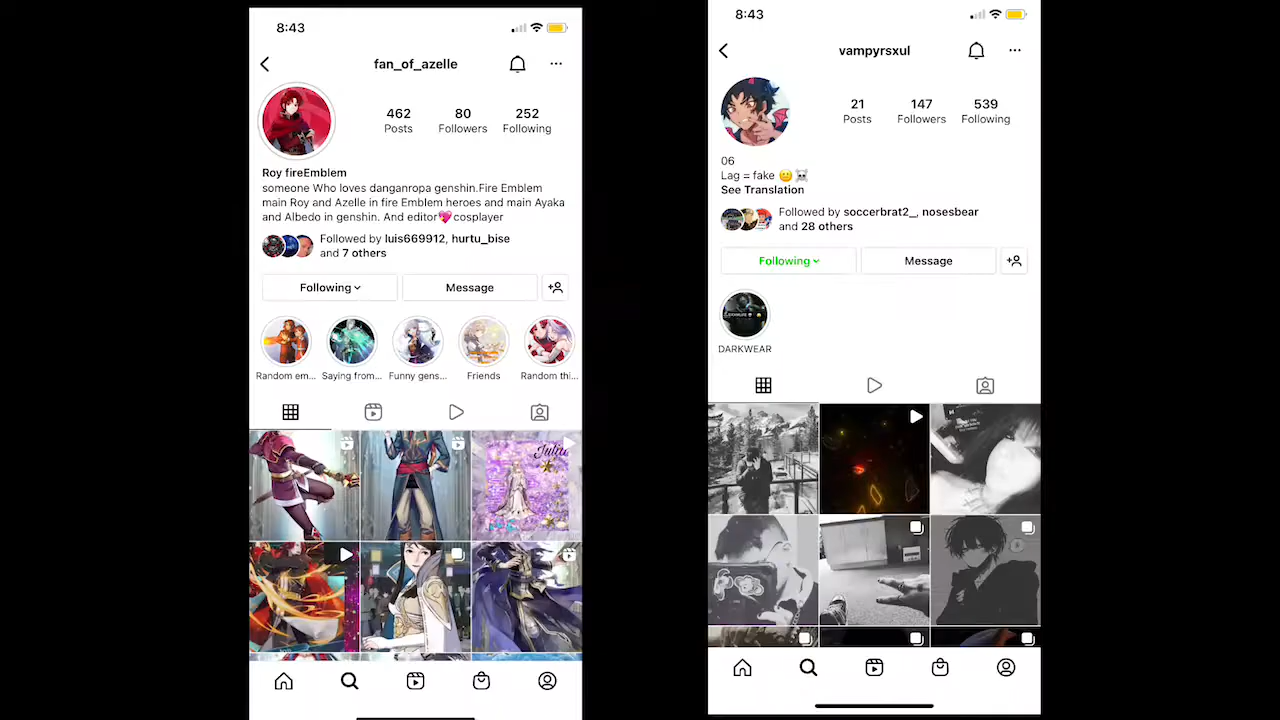 8:43
fan_of_azelle
462
80
252
Posts
Followers
Following
Roy fireEmblem
someone Who loves danganropa genshin.Fire Emblem
main Roy and Azelle in fire Emblem heroes and main Ayaka
and Albedo in genshin. And editor💖cosplayer
Followed by luis669912, hurtu_bise
and 7 others
Following
Message
Random em...
Saying from...
Funny gens...
Friends
Random thi...
Julia
8:43
vampyrsxul
21
147
539
Posts
Followers
Following
06
Lag = fake 🙂☠️
See Translation
Followed by soccerbrat2_, nosesbear
and 28 others
Following
Message
DARKWEAR